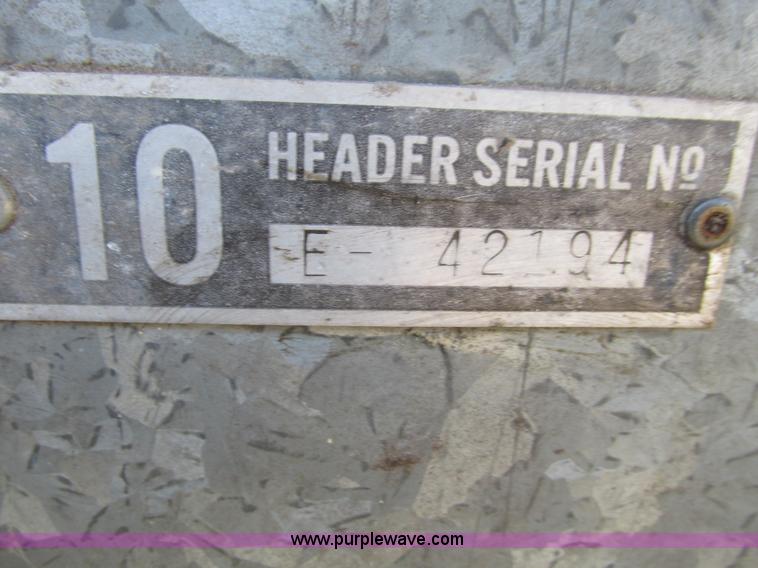 10 HEADER SERIAL Nº
E- 42194
www.purplewave.com